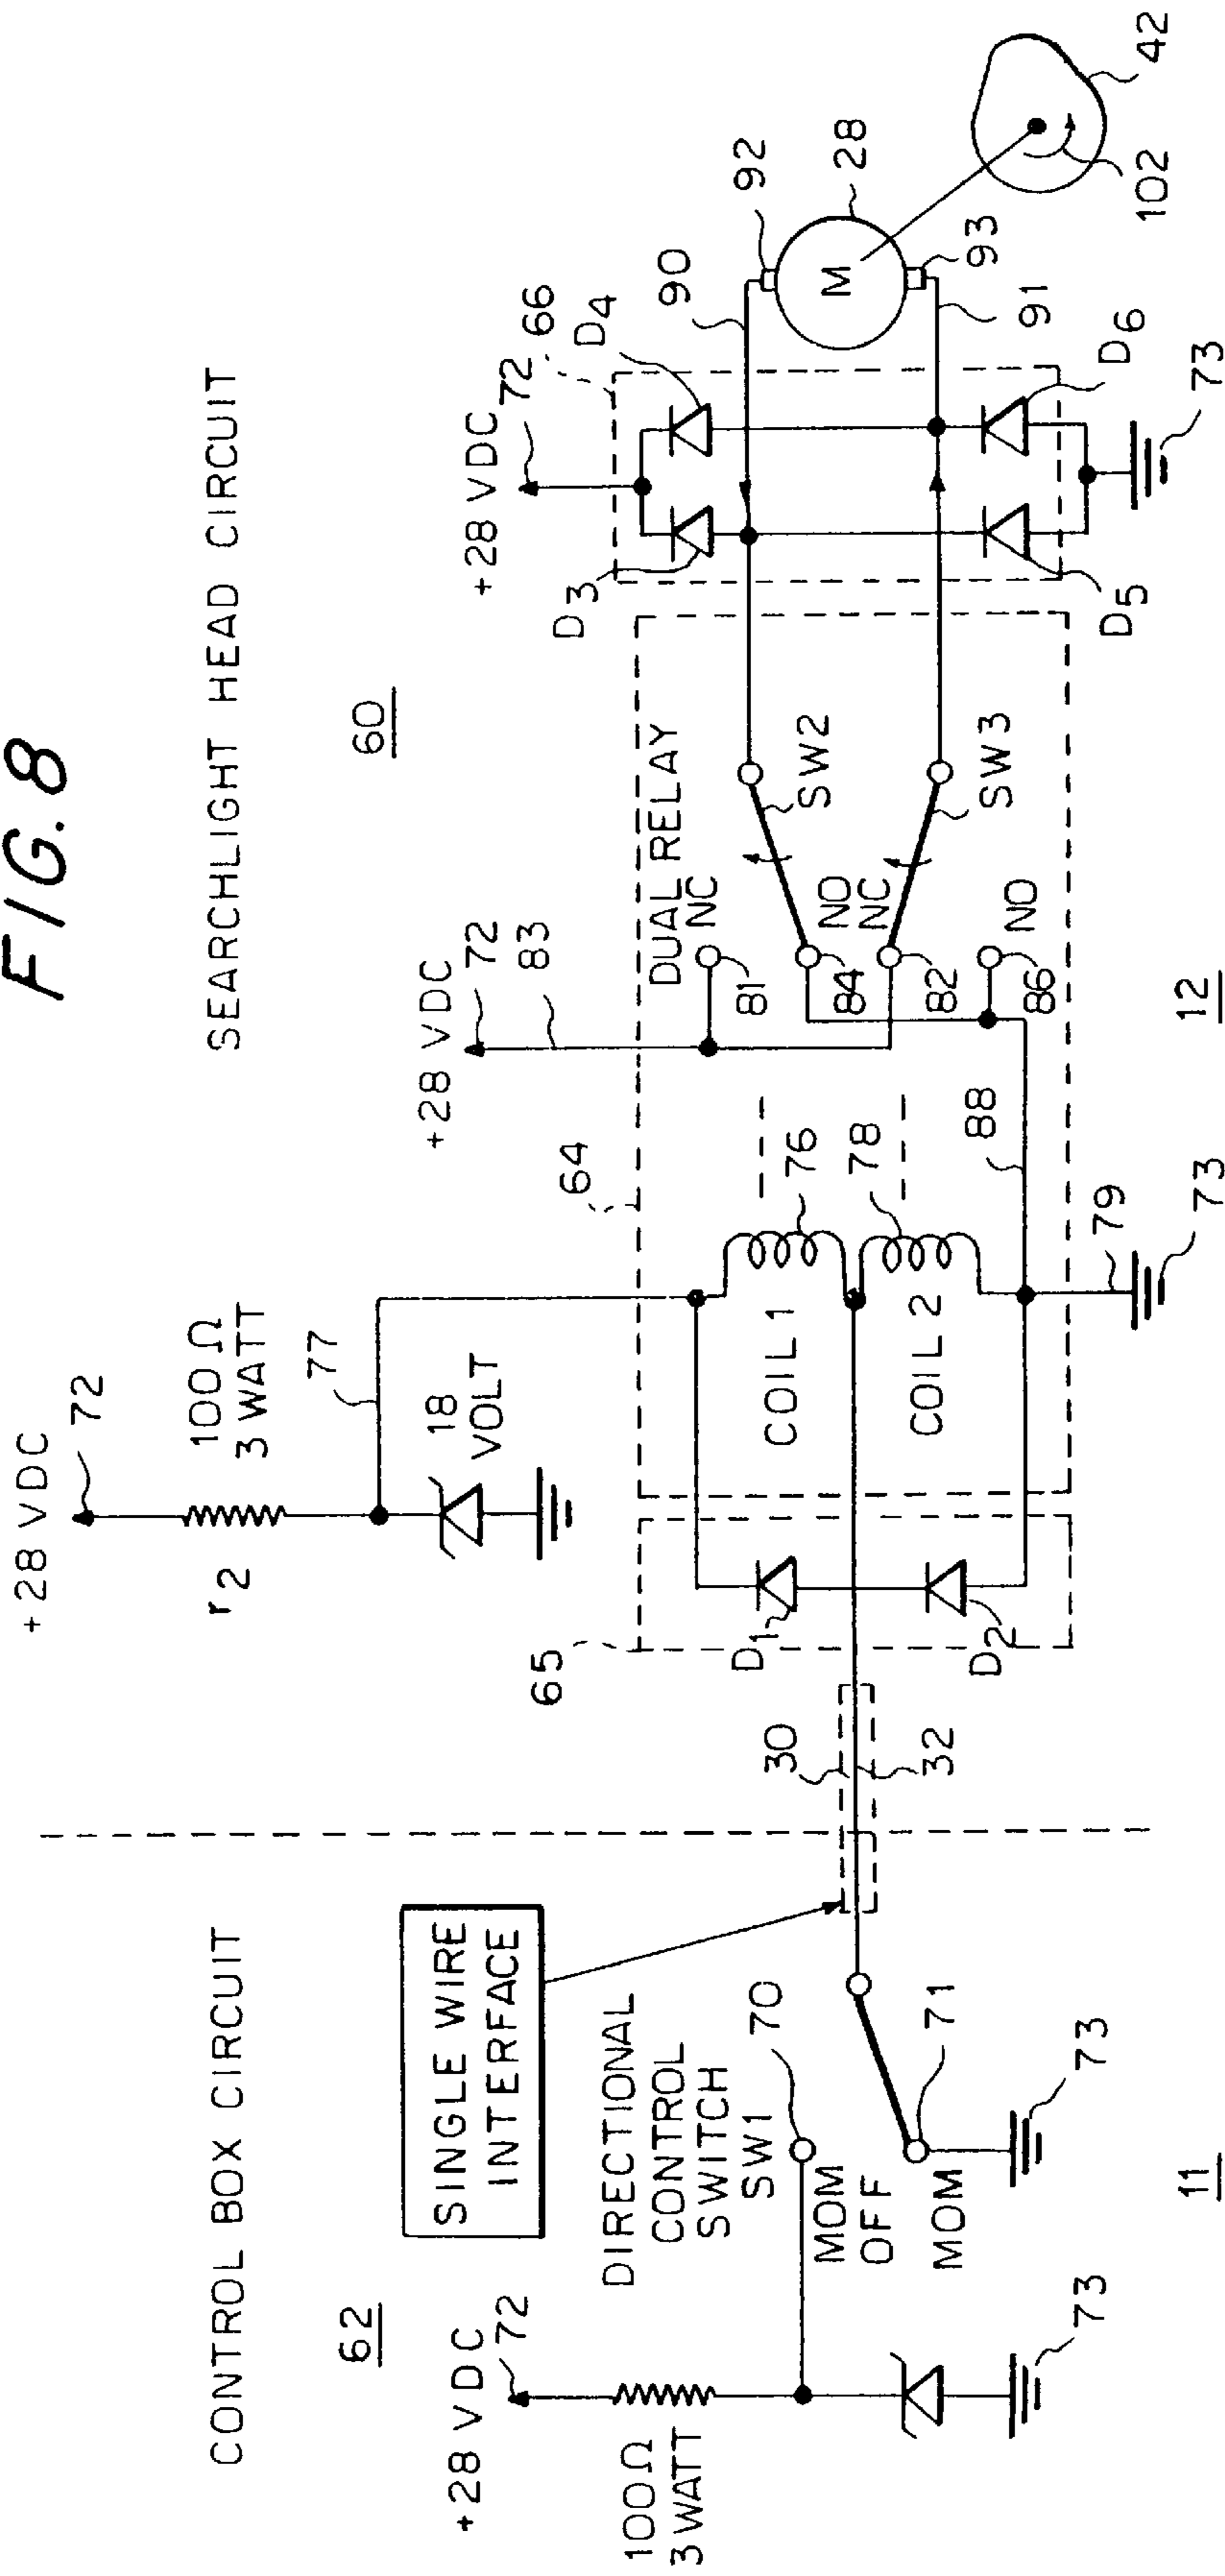 FIG. 8
CONTROL BOX CIRCUIT
SEARCHLIGHT HEAD CIRCUIT
62
60
+28 VDC
72
100Ω
3 WATT
73
SINGLE WIRE
INTERFACE
DIRECTIONAL
CONTROL
SWITCH
SW1
70
MOM
OFF
MOM
71
73
11
30
32
+28 VDC
72
r2
100Ω
3 WATT
77
18
VOLT
65
D1
D2
64
COIL 1
COIL 2
76
78
88
79
73
+28 VDC
72
83
DUAL RELAY
NC
81
NO
84
NC
82
NO
86
SW2
SW3
12
+28 VDC
72
66
D3
D4
D5
D6
73
90
91
92
93
M
28
102
42